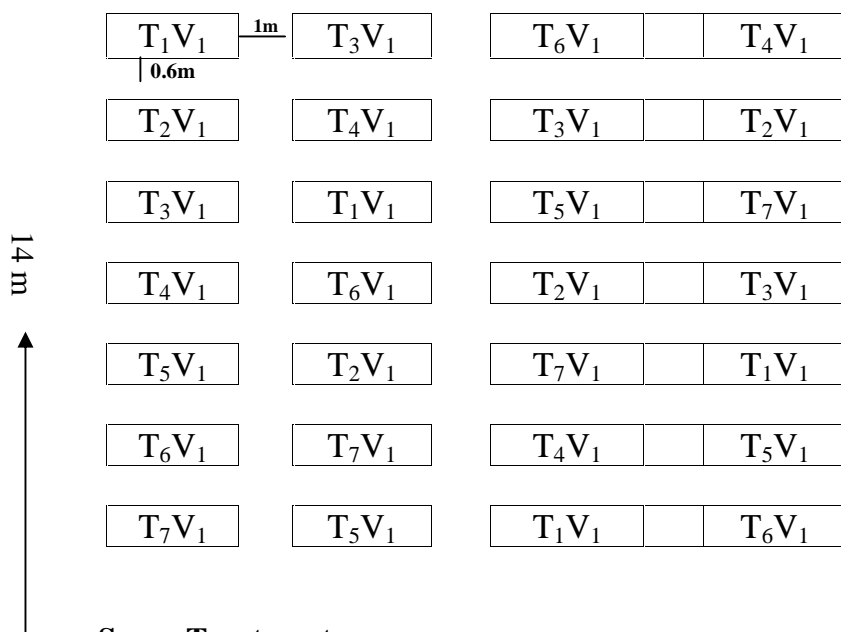 T₁V₁ 1m T₃V₁ T₆V₁ T₄V₁
0.6m
T₂V₁ T₄V₁ T₃V₁ T₂V₁
T₃V₁ T₁V₁ T₅V₁ T₇V₁
14 m
T₄V₁ T₆V₁ T₂V₁ T₃V₁
T₅V₁ T₂V₁ T₇V₁ T₁V₁
T₆V₁ T₇V₁ T₄V₁ T₅V₁
T₇V₁ T₅V₁ T₁V₁ T₆V₁